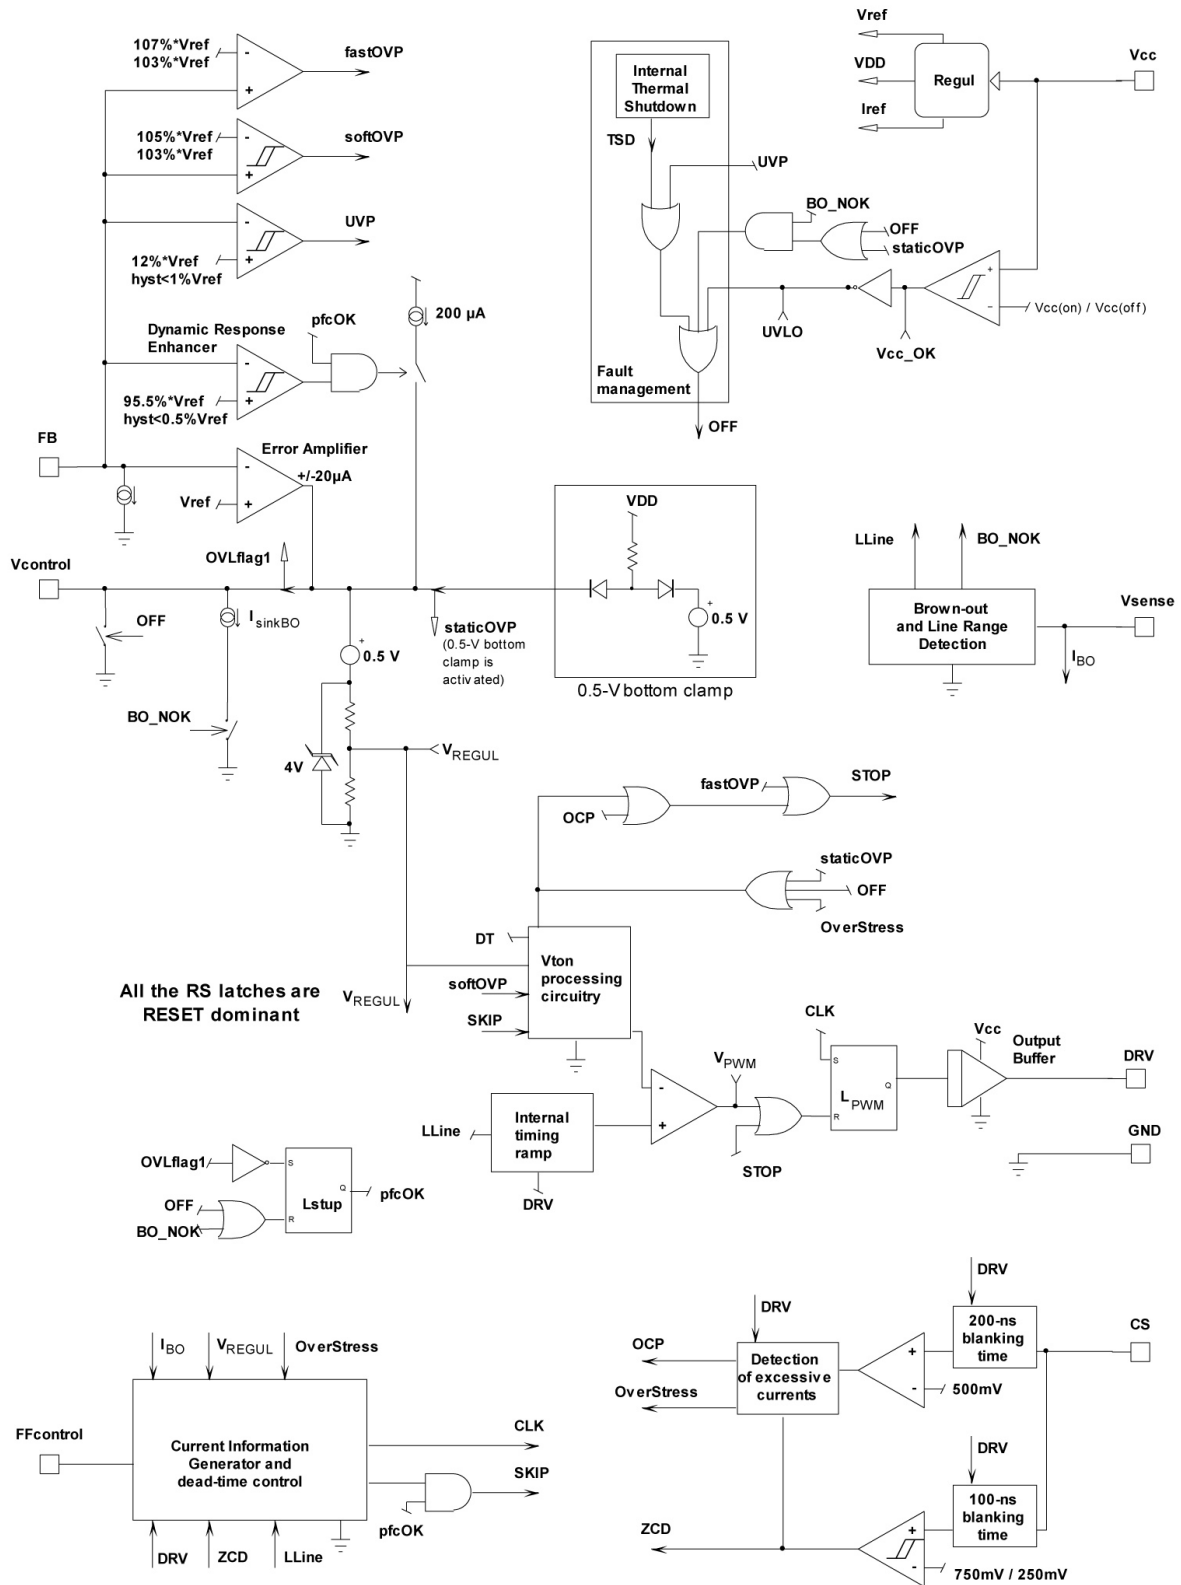 107%*Vref
103%*Vref
fastOVP
105%*Vref
103%*Vref
softOVP
UVP
12%*Vref
hyst<1%Vref
Dynamic Response
Enhancer
pfcOK
200 µA
95.5%*Vref
hyst<0.5%Vref
FB
Error Amplifier
+/-20µA
Vref
Internal
Thermal
Shutdown
TSD
UVP
BO_NOK
OFF
staticOVP
UVLO
Vcc_OK
Vcc(on) / Vcc(off)
Fault
management
OFF
Vref
VDD
Iref
Regul
Vcc
Vcontrol
OVLflag1
OFF
I sinkBO
BO_NOK
0.5 V
4V
VREGUL
staticOVP
(0.5-V bottom
clamp is
activated)
VDD
0.5 V
0.5-V bottom clamp
LLine
BO_NOK
Brown-out
and Line Range
Detection
Vsense
IBO
fastOVP
STOP
OCP
staticOVP
OFF
OverStress
DT
Vton
processing
circuitry
softOVP
VREGUL
SKIP
All the RS latches are
RESET dominant
VPWM
CLK
S
R
Q
LPWM
Vcc
Output
Buffer
DRV
LLine
Internal
timing
ramp
DRV
STOP
GND
OVLflag1
OFF
BO_NOK
S
R
Q
Lstup
pfcOK
IBO
VREGUL
OverStress
FFcontrol
Current Information
Generator and
dead-time control
CLK
SKIP
pfcOK
DRV
ZCD
LLine
DRV
OCP
OverStress
Detection
of excessive
currents
DRV
200-ns
blanking
time
CS
500mV
DRV
100-ns
blanking
time
ZCD
750mV / 250mV